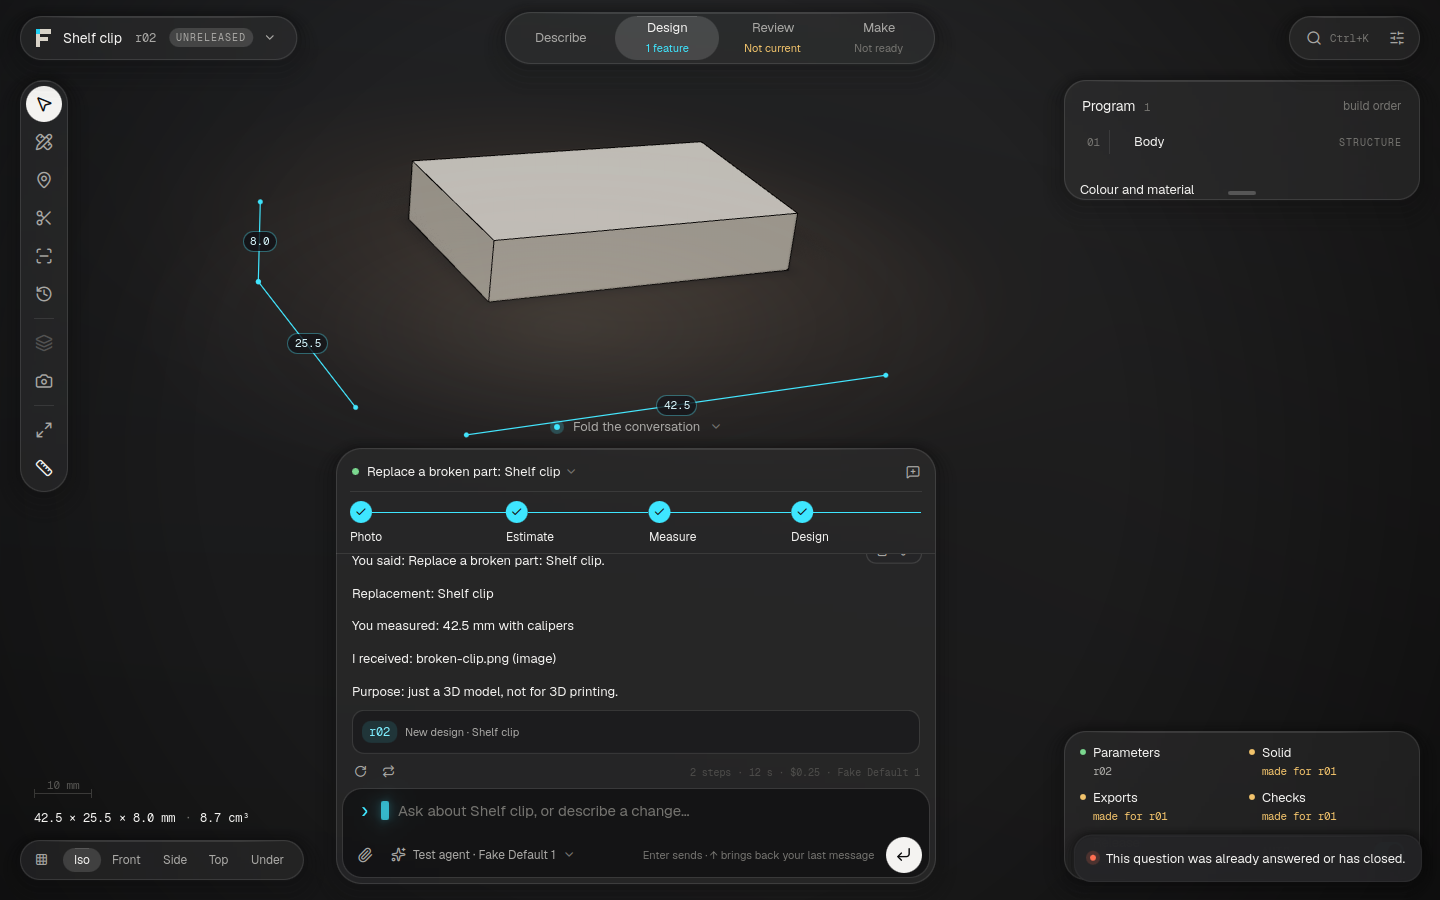 Shelf clip r02 UNRELEASED
Describe
Design
1 feature
Review
Not current
Make
Not ready
Ctrl+K
Program 1 build order
01 Body STRUCTURE
Colour and material
8.0
25.5
42.5
Fold the conversation
Replace a broken part: Shelf clip
Photo Estimate Measure Design
You said: Replace a broken part: Shelf clip.
Replacement: Shelf clip
You measured: 42.5 mm with calipers
I received: broken-clip.png (image)
Purpose: just a 3D model, not for 3D printing.
r02 New design · Shelf clip
2 steps · 12 s · $0.25 · Fake Default 1
Ask about Shelf clip, or describe a change…
Test agent · Fake Default 1
Enter sends · ↑ brings back your last message
10 mm
42.5 × 25.5 × 8.0 mm · 8.7 cm³
Iso Front Side Top Under
Parameters
r02
Solid
made for r01
Exports
made for r01
Checks
made for r01
This question was already answered or has closed.